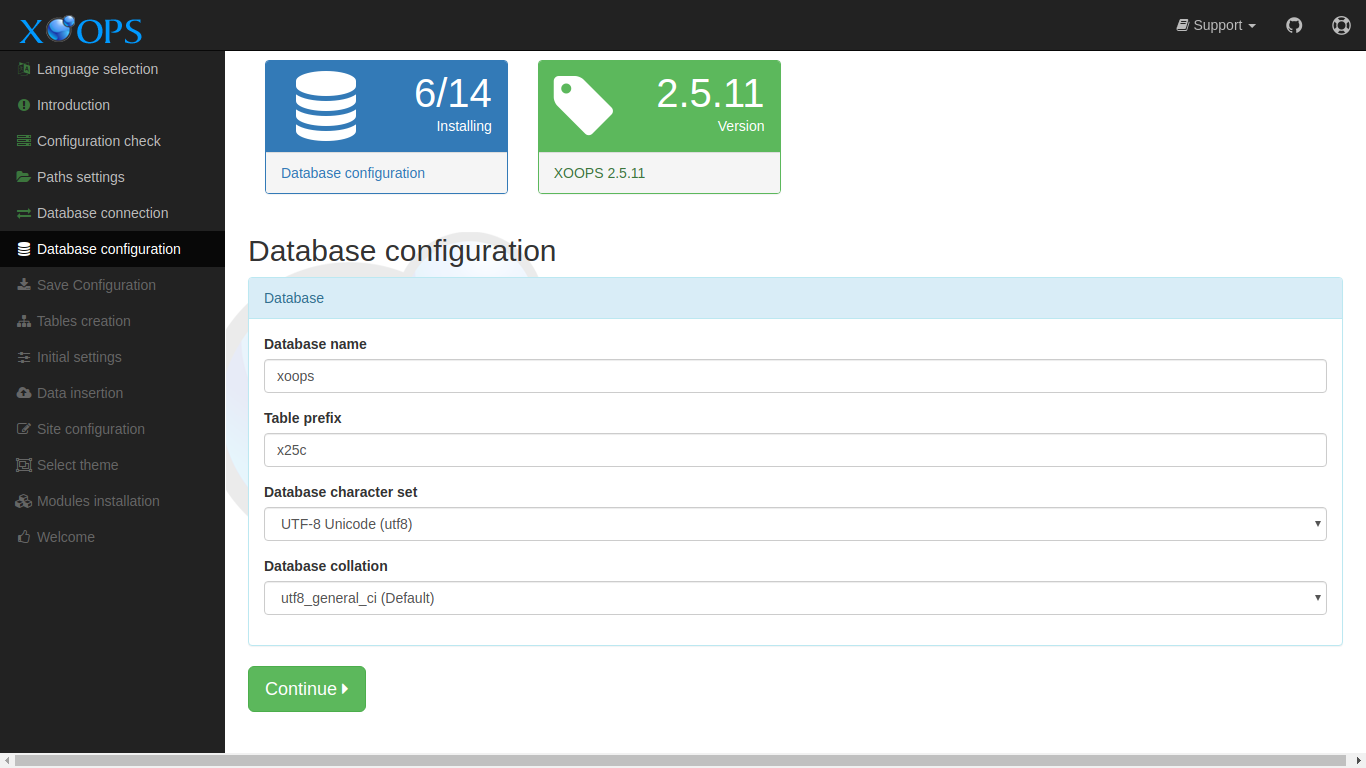 XOOPS
Support
Language selection
Introduction
Configuration check
Paths settings
Database connection
Database configuration
Save Configuration
Tables creation
Initial settings
Data insertion
Site configuration
Select theme
Modules installation
Welcome
6/14
Installing
Database configuration
2.5.11
Version
XOOPS 2.5.11
Database configuration
Database
Database name
xoops
Table prefix
x25c
Database character set
UTF-8 Unicode (utf8)
Database collation
utf8_general_ci (Default)
Continue